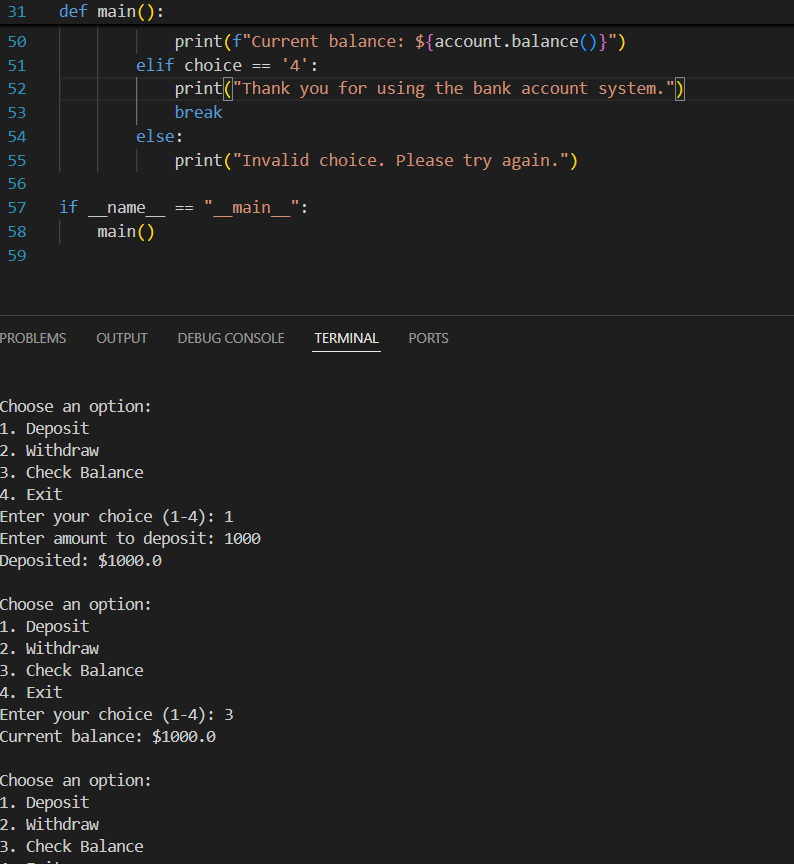 31 def main():
50 print(f"Current balance: ${account.balance()}")
51 elif choice == '4':
52 print("Thank you for using the bank account system.")
53 break
54 else:
55 print("Invalid choice. Please try again.")
56
57 if __name__ == "__main__":
58 main()
59
PROBLEMS OUTPUT DEBUG CONSOLE TERMINAL PORTS
Choose an option:
1. Deposit
2. Withdraw
3. Check Balance
4. Exit
Enter your choice (1-4): 1
Enter amount to deposit: 1000
Deposited: $1000.0
Choose an option:
1. Deposit
2. Withdraw
3. Check Balance
4. Exit
Enter your choice (1-4): 3
Current balance: $1000.0
Choose an option:
1. Deposit
2. Withdraw
3. Check Balance